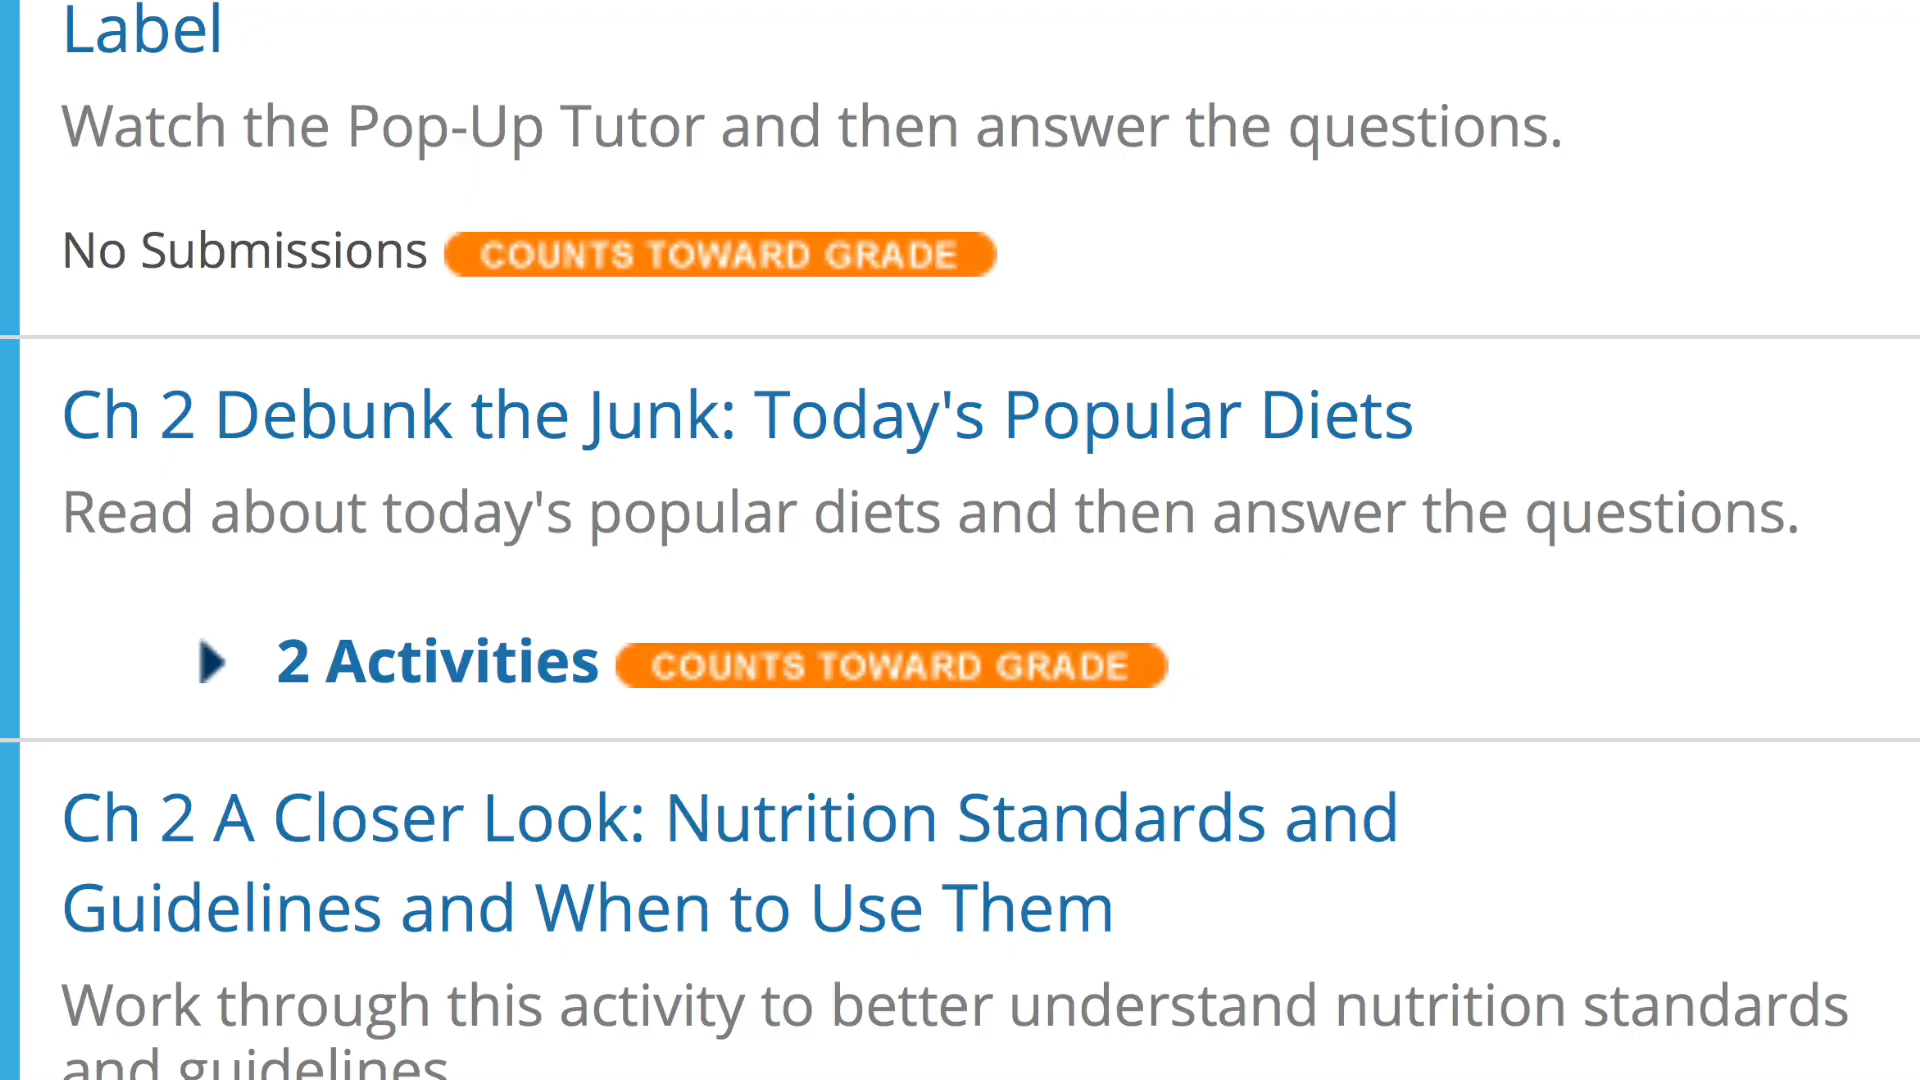 Label
Watch the Pop-Up Tutor and then answer the questions.
No Submissions COUNTS TOWARD GRADE
Ch 2 Debunk the Junk: Today's Popular Diets
Read about today's popular diets and then answer the questions.
2 Activities COUNTS TOWARD GRADE
Ch 2 A Closer Look: Nutrition Standards and
Guidelines and When to Use Them
Work through this activity to better understand nutrition standards
and guidelines